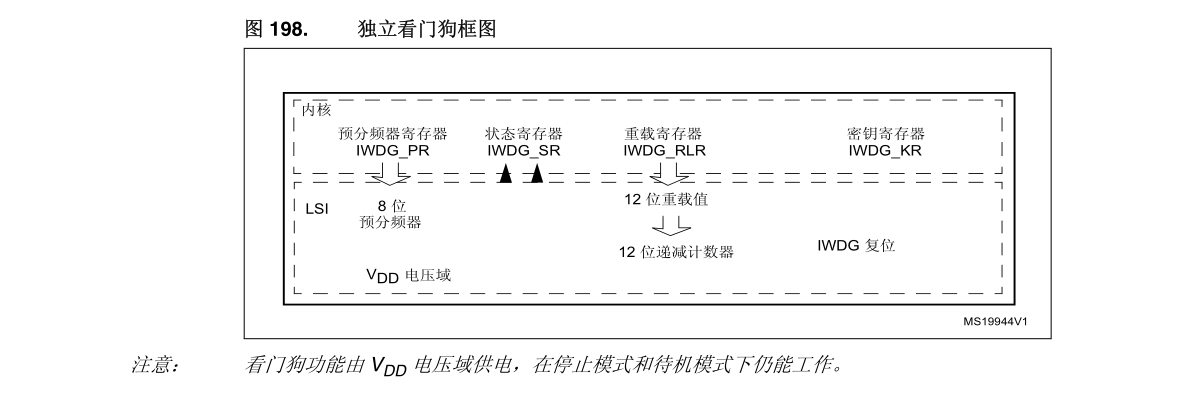 图 198. 独立看门狗框图
内核
预分频器寄存器 状态寄存器 重载寄存器 密钥寄存器
IWDG_PR IWDG_SR IWDG_RLR IWDG_KR
LSI 8 位 12 位重载值
预分频器
12 位递减计数器 IWDG 复位
VDD 电压域
MS19944V1
注意： 看门狗功能由 VDD 电压域供电，在停止模式和待机模式下仍能工作。